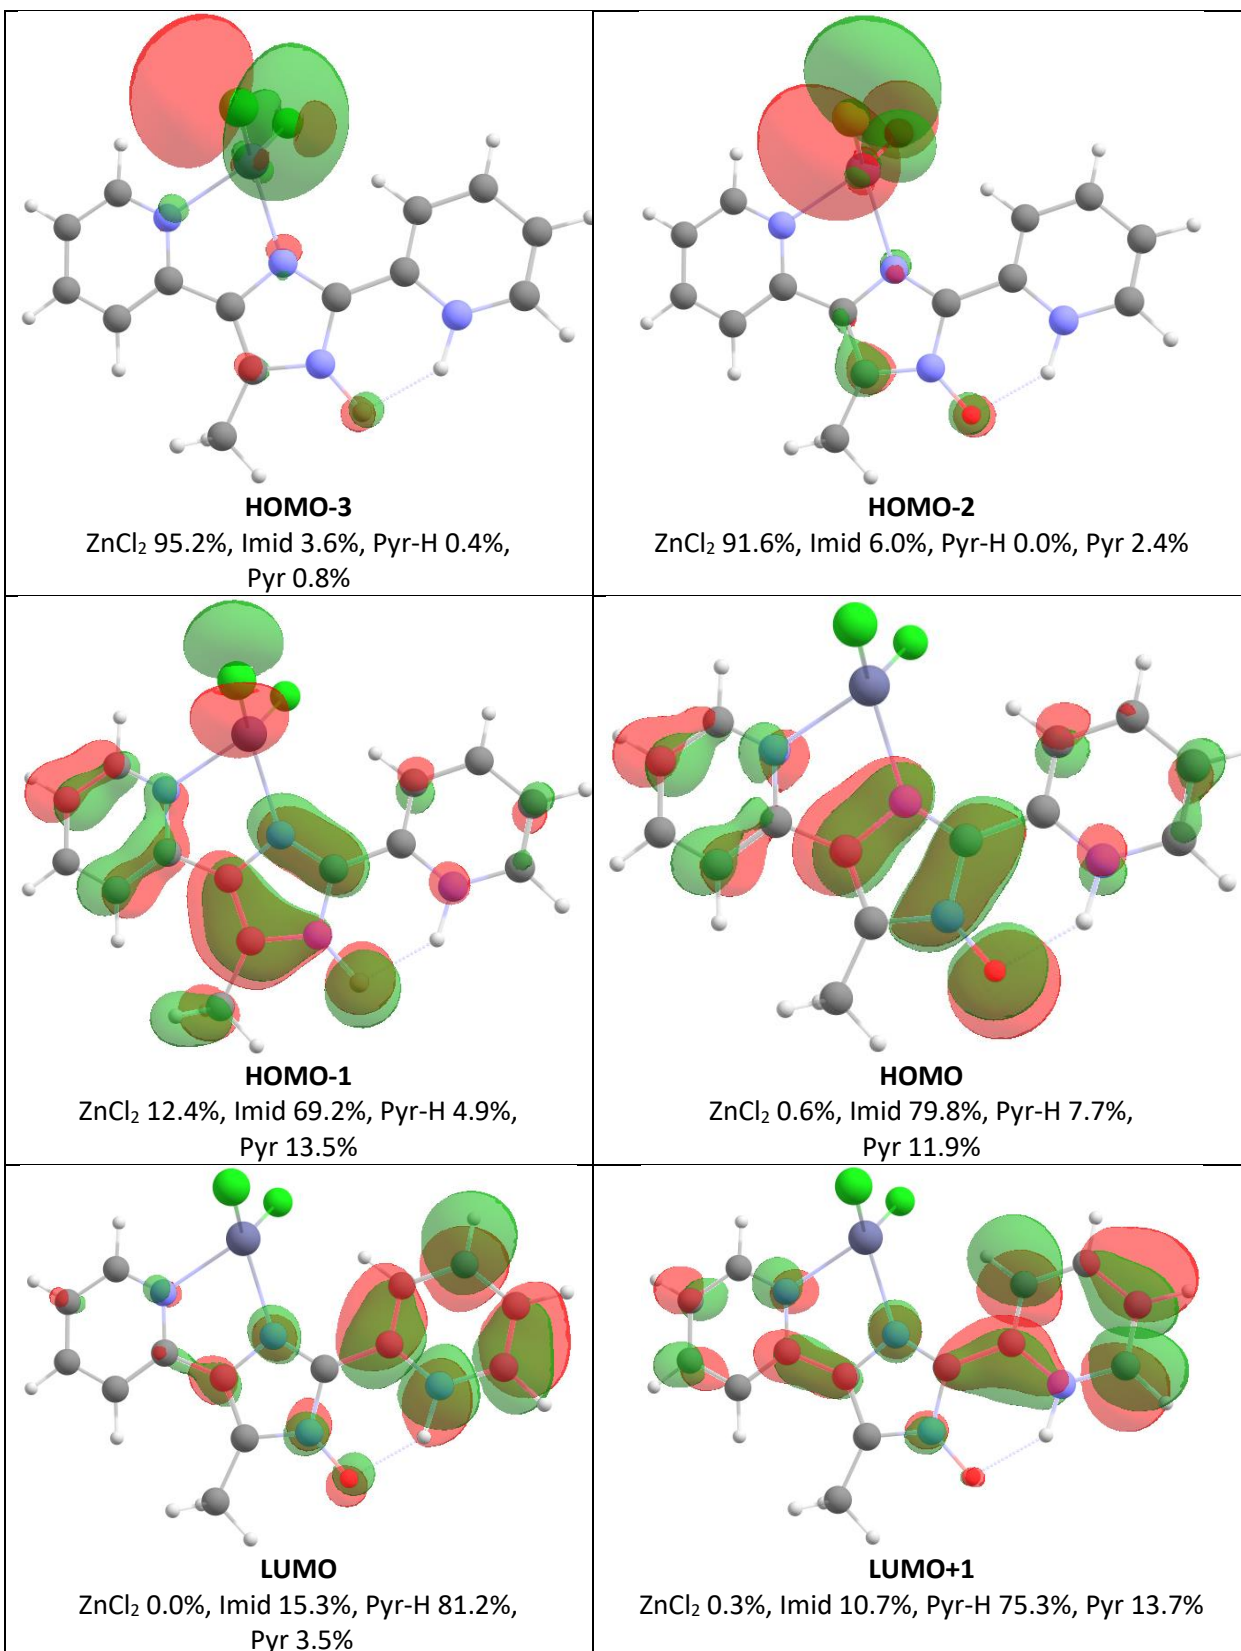 HOMO-3
ZnCl₂ 95.2%, Imid 3.6%, Pyr-H 0.4%,
Pyr 0.8%
HOMO-2
ZnCl₂ 91.6%, Imid 6.0%, Pyr-H 0.0%, Pyr 2.4%
HOMO-1
ZnCl₂ 12.4%, Imid 69.2%, Pyr-H 4.9%,
Pyr 13.5%
HOMO
ZnCl₂ 0.6%, Imid 79.8%, Pyr-H 7.7%,
Pyr 11.9%
LUMO
ZnCl₂ 0.0%, Imid 15.3%, Pyr-H 81.2%,
Pyr 3.5%
LUMO+1
ZnCl₂ 0.3%, Imid 10.7%, Pyr-H 75.3%, Pyr 13.7%